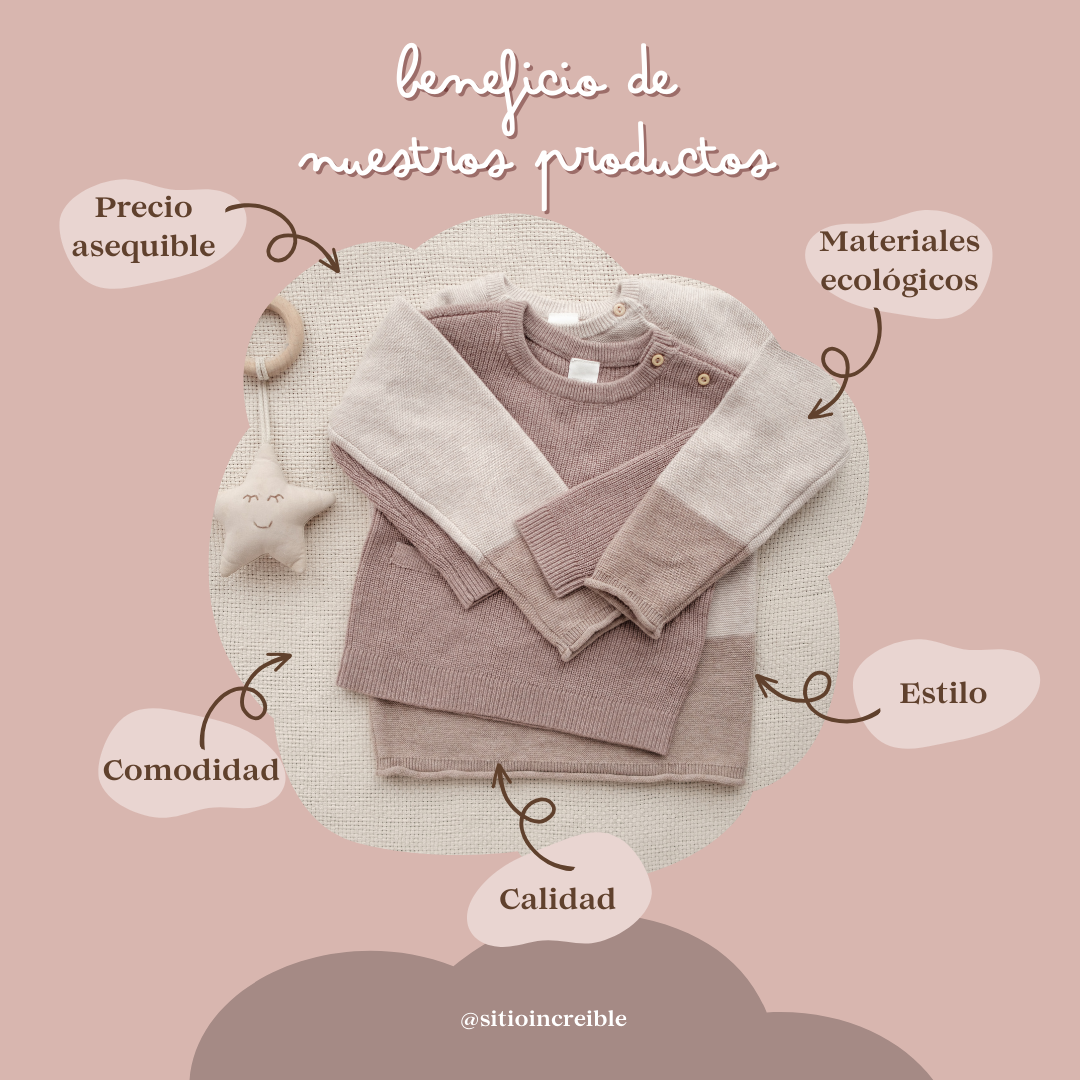 beneficio de
nuestros productos
Precio
asequible
Materiales
ecológicos
Estilo
Comodidad
Calidad
@sitioincreible